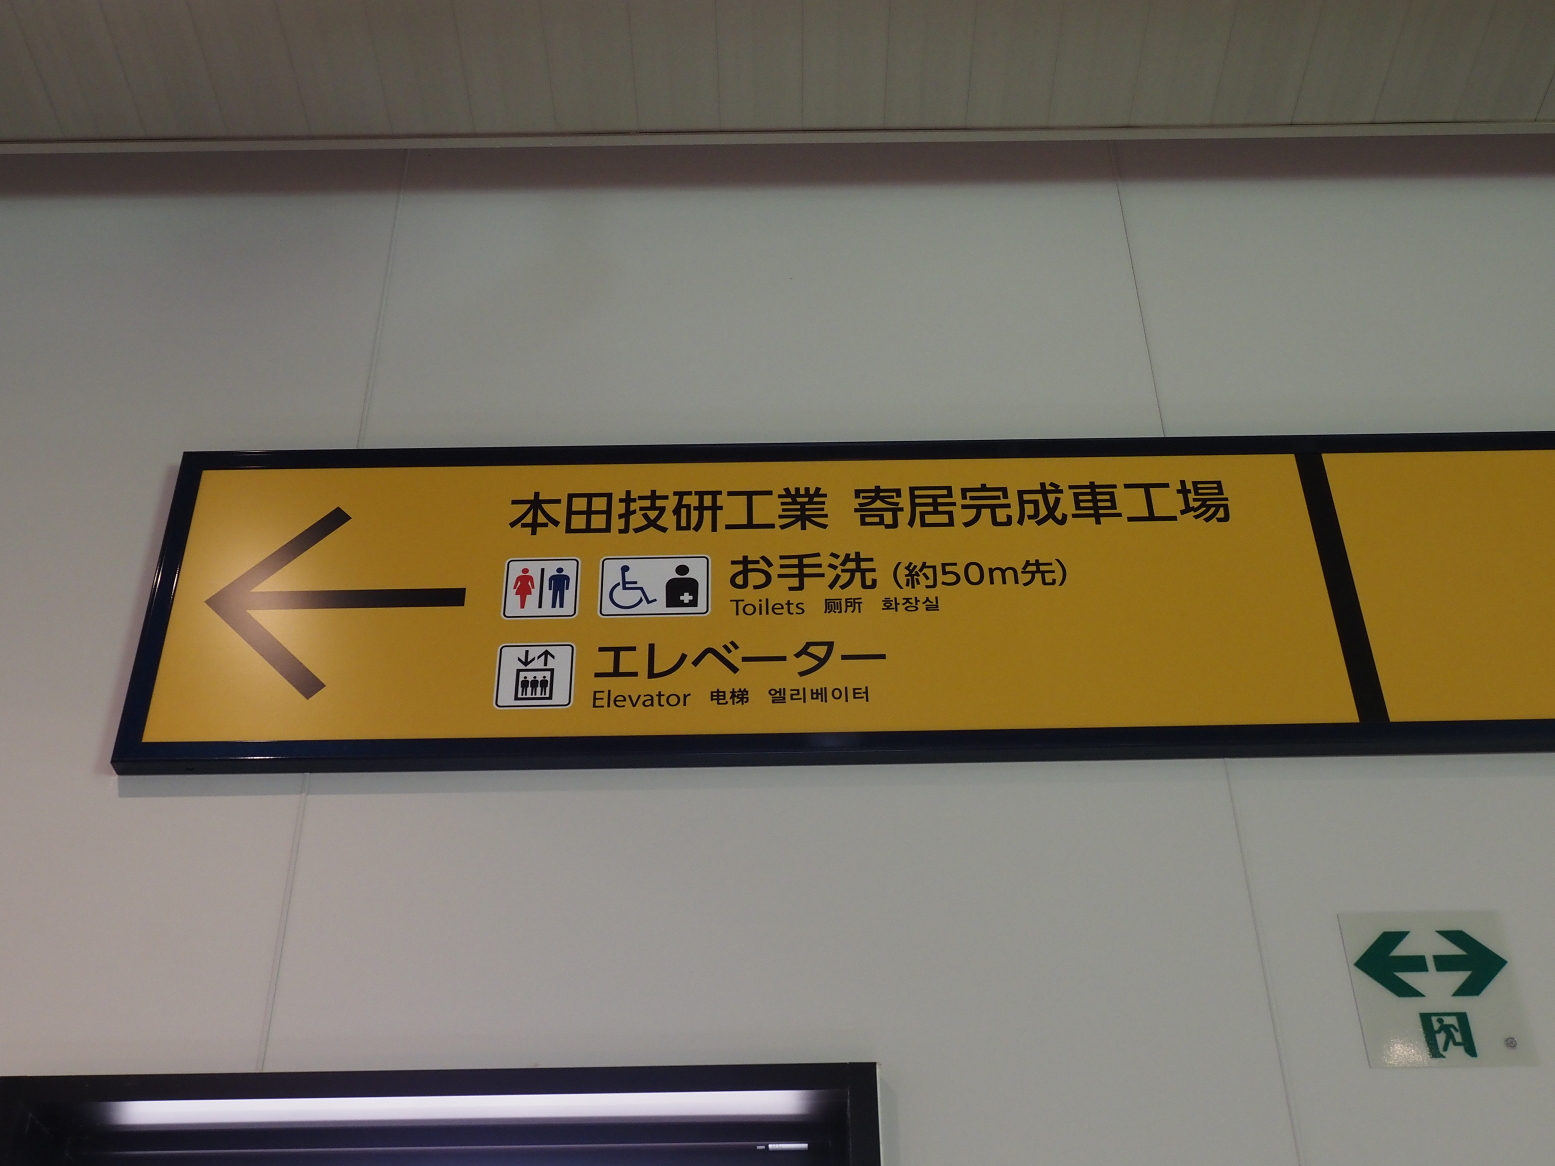 本田技研工業 寄居完成車工場
お手洗 (約50m先)
Toilets 厕所 화장실
エレベーター
Elevator 电梯 엘리베이터